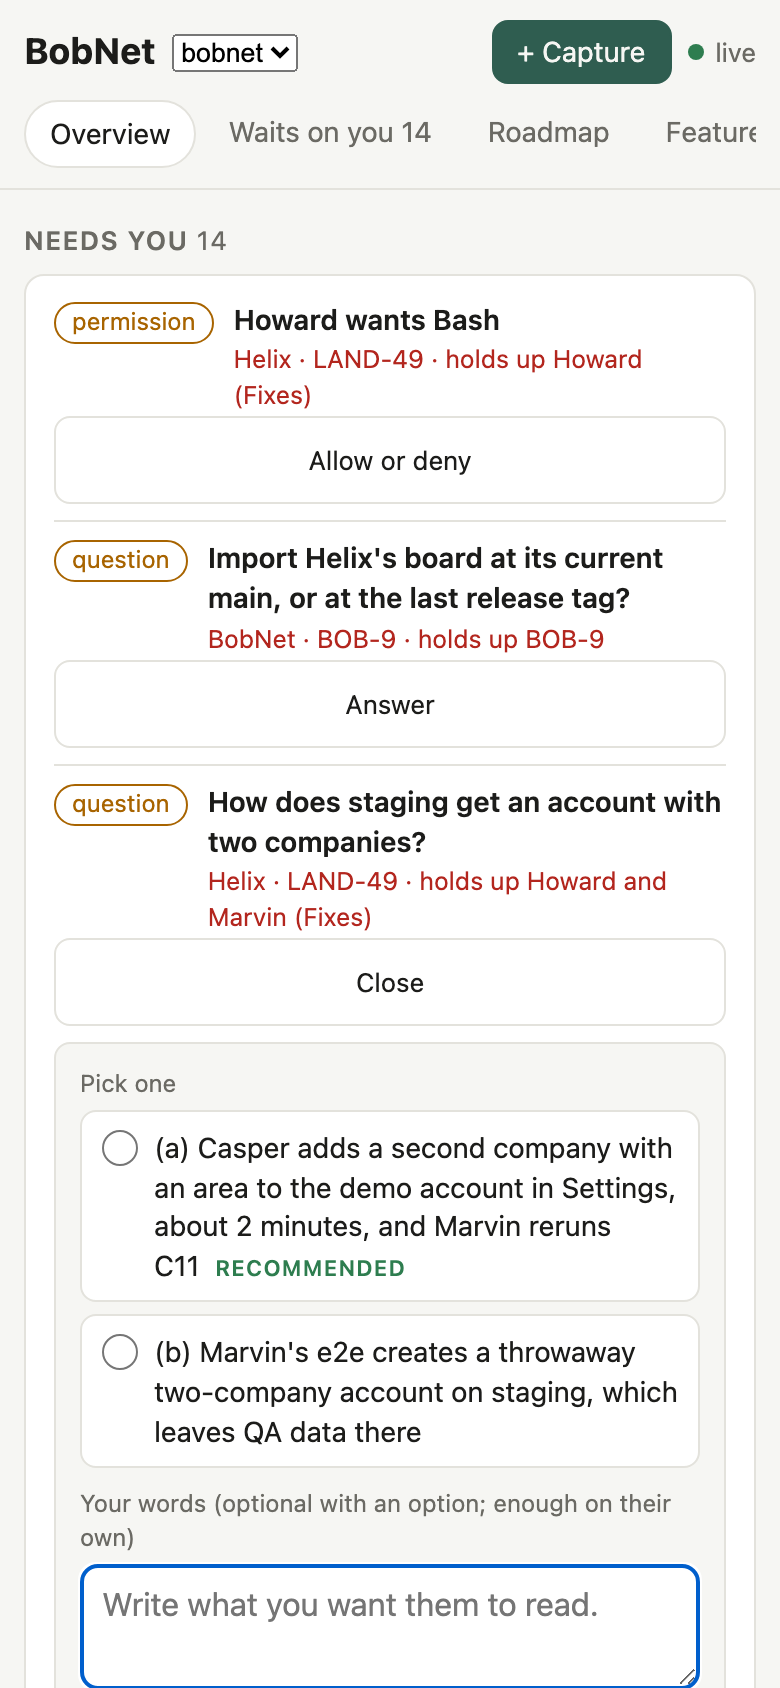 BobNet bobnet + Capture live
Overview Waits on you 14 Roadmap Feature
NEEDS YOU 14
permission Howard wants Bash
Helix · LAND-49 · holds up Howard
(Fixes)
Allow or deny
question Import Helix's board at its current
main, or at the last release tag?
BobNet · BOB-9 · holds up BOB-9
Answer
question How does staging get an account with
two companies?
Helix · LAND-49 · holds up Howard and
Marvin (Fixes)
Close
Pick one
(a) Casper adds a second company with
an area to the demo account in Settings,
about 2 minutes, and Marvin reruns
C11 RECOMMENDED
(b) Marvin's e2e creates a throwaway
two-company account on staging, which
leaves QA data there
Your words (optional with an option; enough on their
own)
Write what you want them to read.